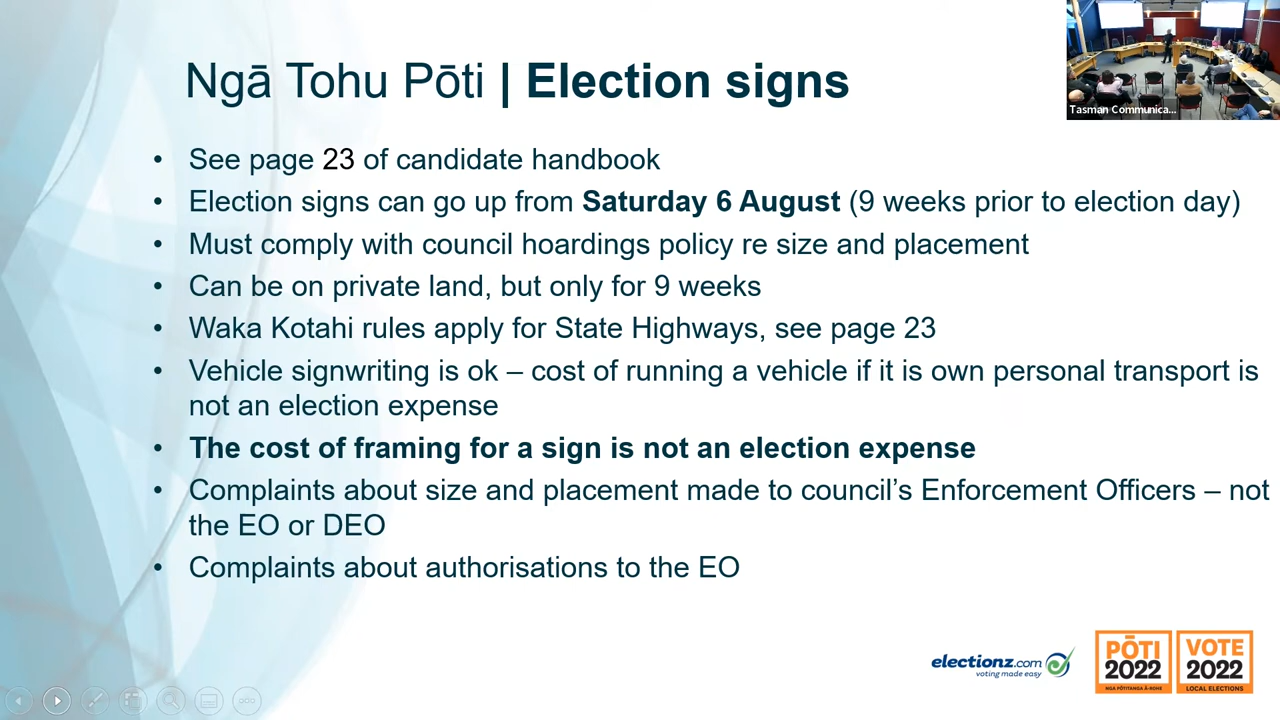 Ngā Tohu Pōti | Election signs
Tasman Communica...
• See page 23 of candidate handbook
• Election signs can go up from Saturday 6 August (9 weeks prior to election day)
• Must comply with council hoardings policy re size and placement
• Can be on private land, but only for 9 weeks
• Waka Kotahi rules apply for State Highways, see page 23
• Vehicle signwriting is ok – cost of running a vehicle if it is own personal transport is
not an election expense
• The cost of framing for a sign is not an election expense
• Complaints about size and placement made to council’s Enforcement Officers – not
the EO or DEO
• Complaints about authorisations to the EO
electionz.com
voting made easy
PŌTI
2022
NGA PŌTITANGA Ā-ROHE
VOTE
2022
LOCAL ELECTIONS